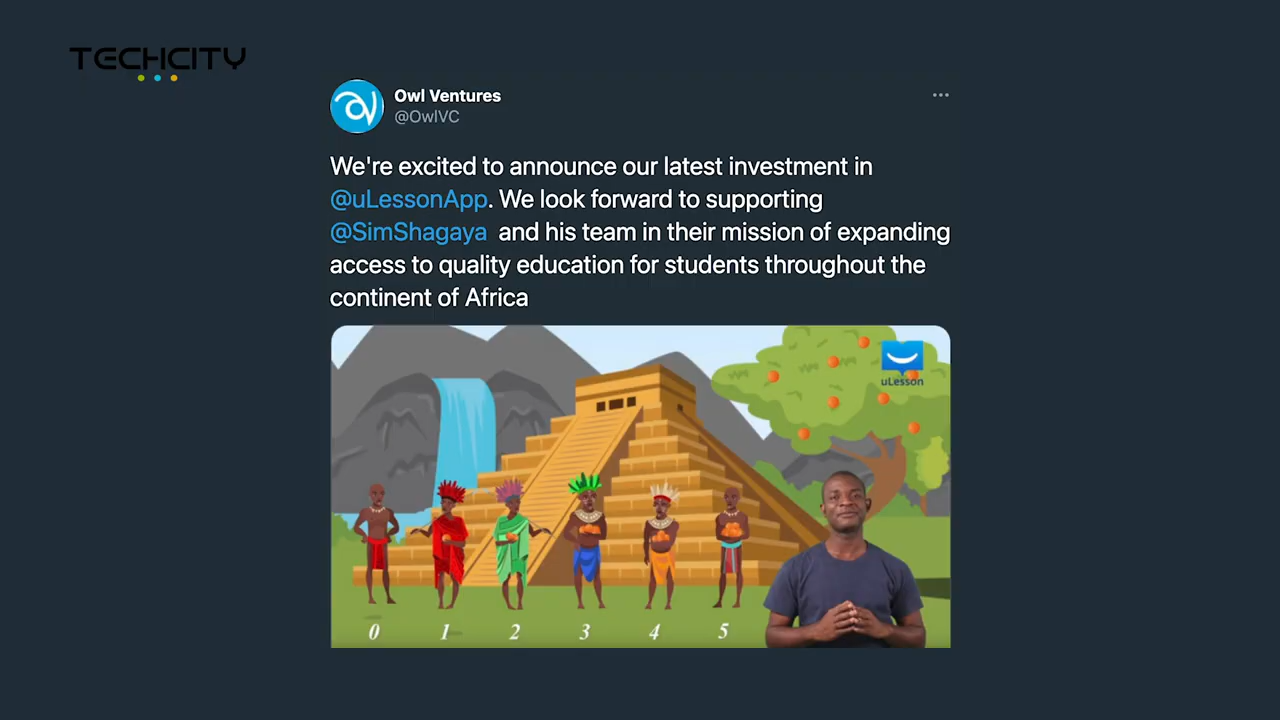 TECHCITY
Owl Ventures
@OwlVC
We're excited to announce our latest investment in
@uLessonApp. We look forward to supporting
@SimShagaya and his team in their mission of expanding
access to quality education for students throughout the
continent of Africa
uLesson
0 1 2 3 4 5